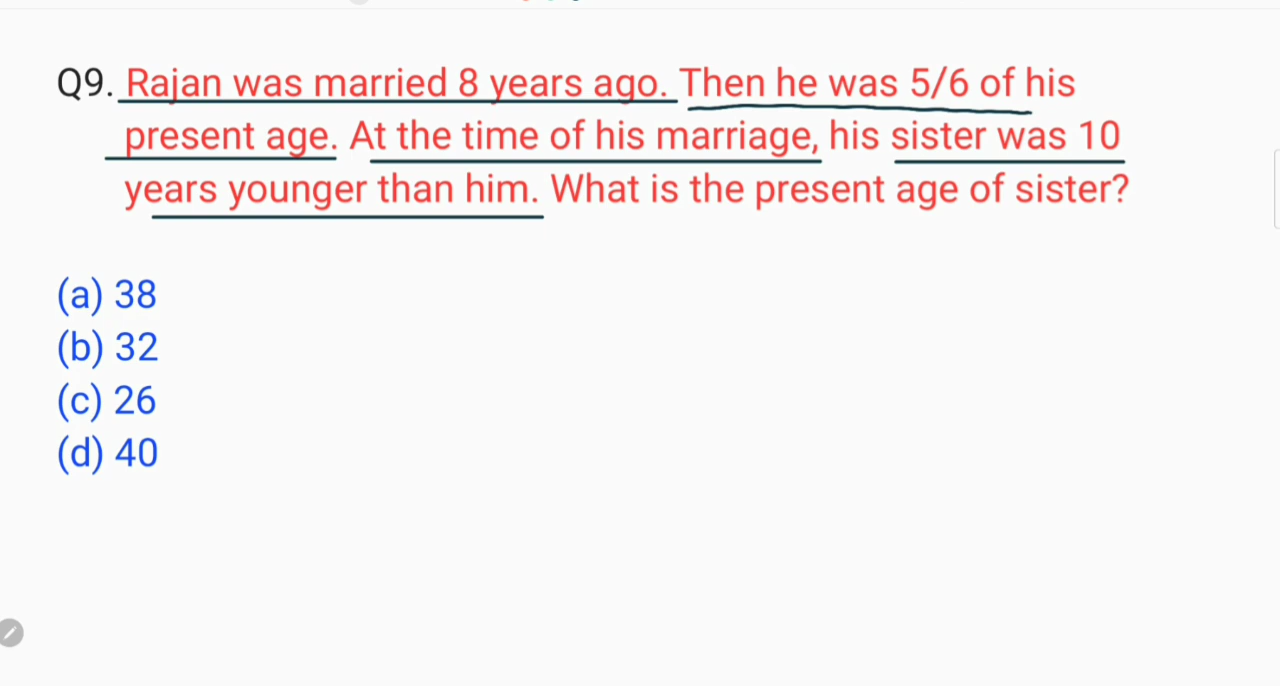 Q9. Rajan was married 8 years ago. Then he was 5/6 of his
present age. At the time of his marriage, his sister was 10
years younger than him. What is the present age of sister?
(a) 38
(b) 32
(c) 26
(d) 40